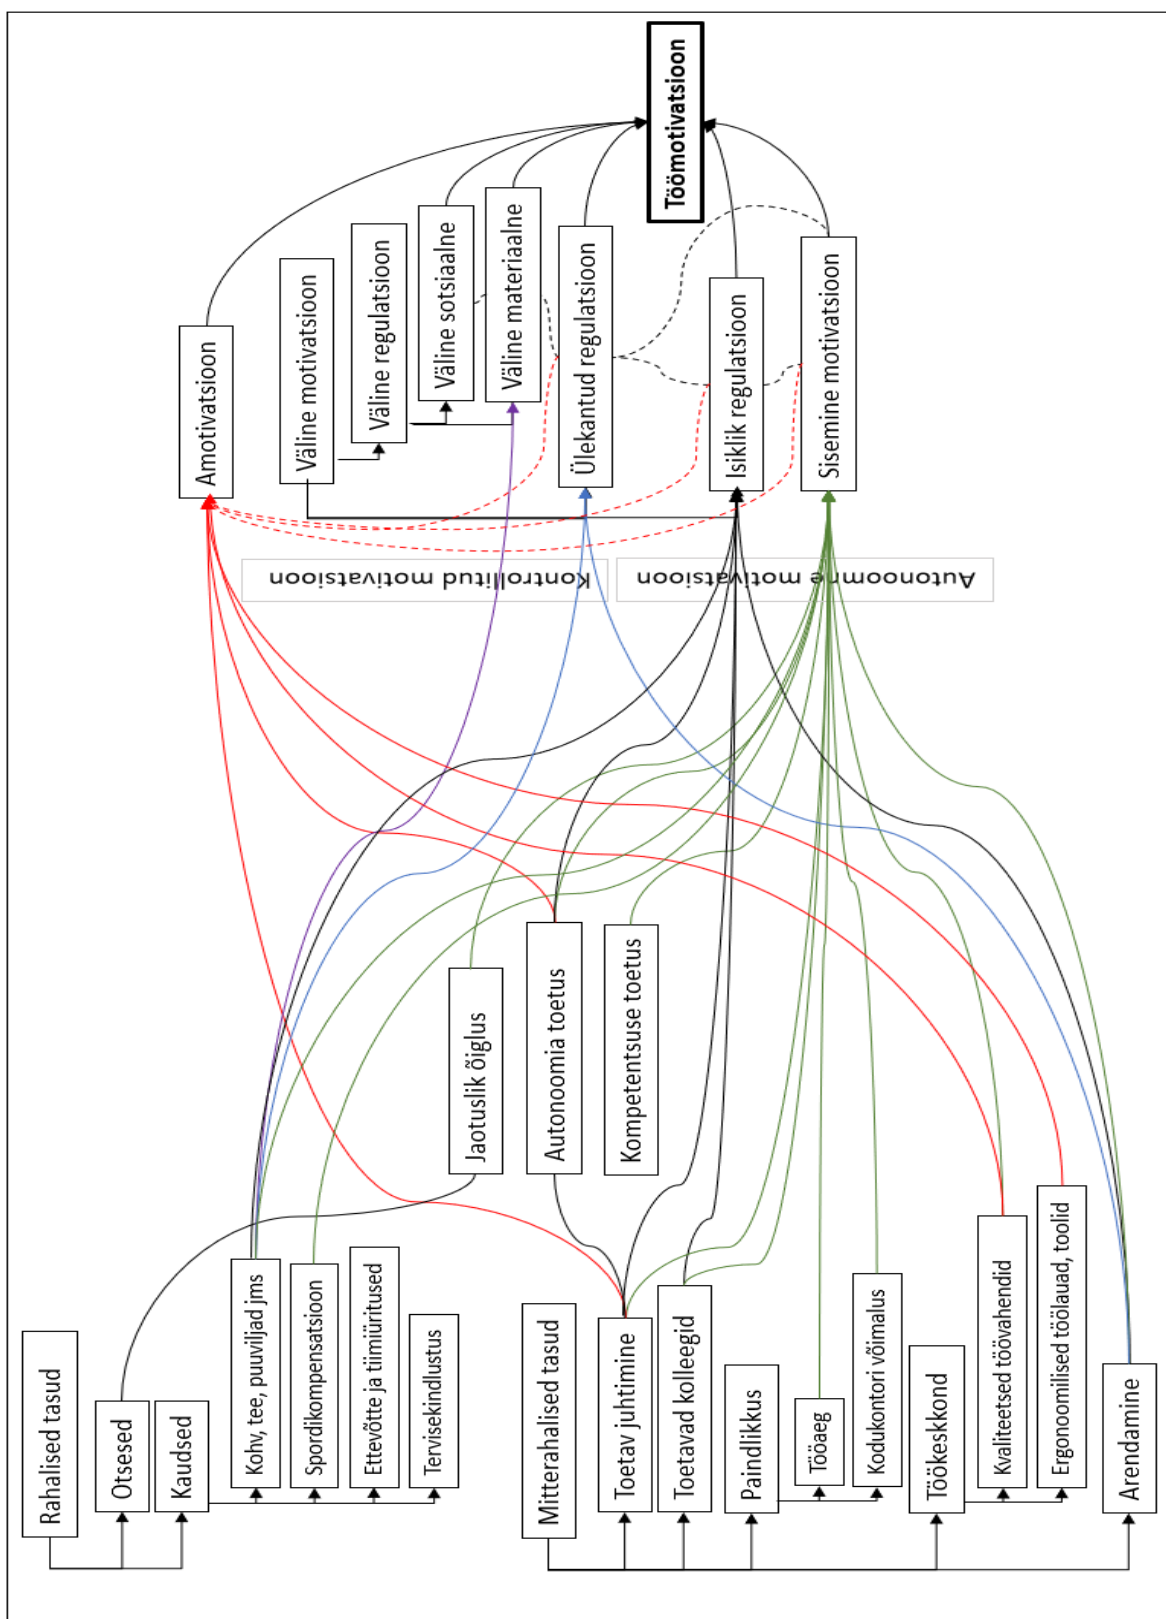 Rahalised tasud
Otsesed
Kaudsed
Kohv, tee, puuviljad jms
Spordikompensatsioon
Ettevõtte ja tiimiüritused
Tervisekindlustus
Mitterahalised tasud
Toetav juhtimine
Toetavad kolleegid
Paindlikkus
Tööaeg
Kodukontori võimalus
Töökeskkond
Kvaliteetsed töövahendid
Ergonoomilised töölauad, toolid
Arendamine
Jaotuslik õiglus
Autonoomia toetus
Kompetentsuse toetus
Kontrollitud motivatsioon
Autonoomne motivatsioon
Amotivatsioon
Väline motivatsioon
Väline regulatsioon
Väline sotsiaalne
Väline materiaalne
Ülekantud regulatsioon
Isiklik regulatsioon
Sisemine motivatsioon
Töömotivatsioon